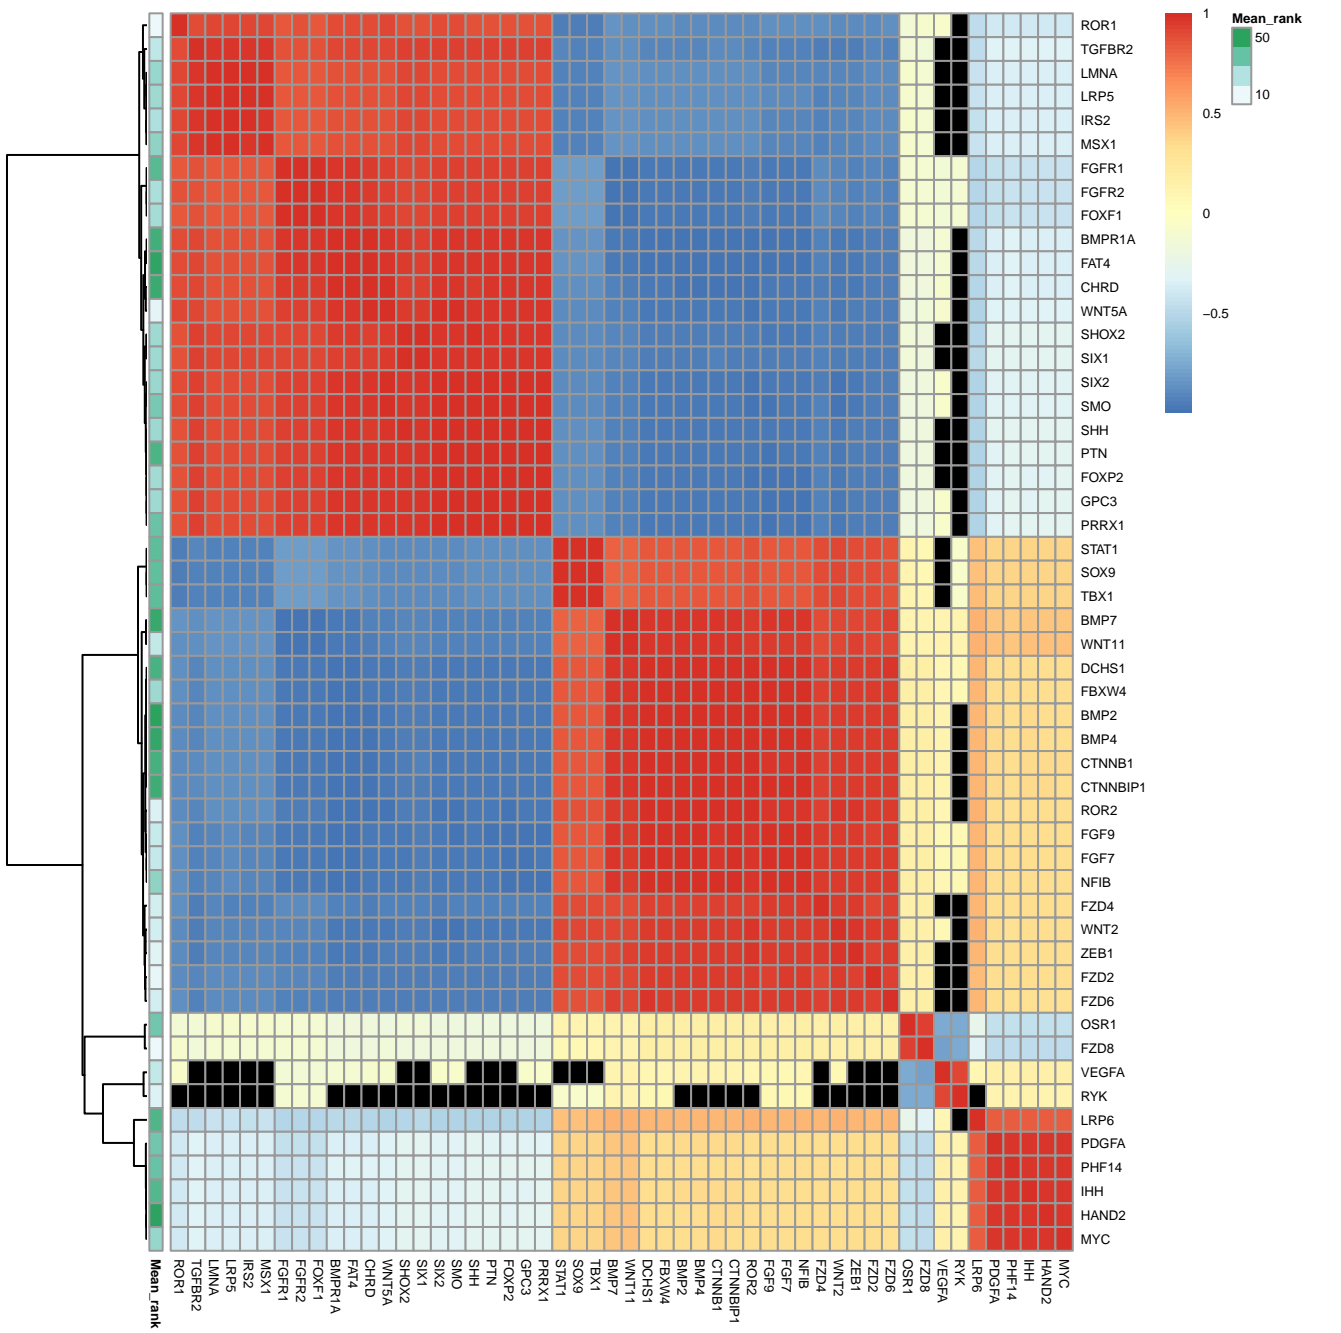 1
0.5
0
−0.5
Mean_rank
50
10
ROR1
TGFBR2
LMNA
LRP5
IRS2
MSX1
FGFR1
FGFR2
FOXF1
BMPR1A
FAT4
CHRD
WNT5A
SHOX2
SIX1
SIX2
SMO
SHH
PTN
FOXP2
GPC3
PRRX1
STAT1
SOX9
TBX1
BMP7
WNT11
DCHS1
FBXW4
BMP2
BMP4
CTNNB1
CTNNBIP1
ROR2
FGF9
FGF7
NFIB
FZD4
WNT2
ZEB1
FZD2
FZD6
OSR1
FZD8
VEGFA
RYK
LRP6
PDGFA
PHF14
IHH
HAND2
MYC
Mean_rank
ROR1
TGFBR2
LMNA
LRP5
IRS2
MSX1
FGFR1
FGFR2
FOXF1
BMPR1A
FAT4
CHRD
WNT5A
SHOX2
SIX1
SIX2
SMO
SHH
PTN
FOXP2
GPC3
PRRX1
STAT1
SOX9
TBX1
BMP7
WNT11
DCHS1
FBXW4
BMP2
BMP4
CTNNB1
CTNNBIP1
ROR2
FGF9
FGF7
NFIB
FZD4
WNT2
ZEB1
FZD2
FZD6
OSR1
FZD8
VEGFA
RYK
LRP6
PDGFA
PHF14
IHH
HAND2
MYC